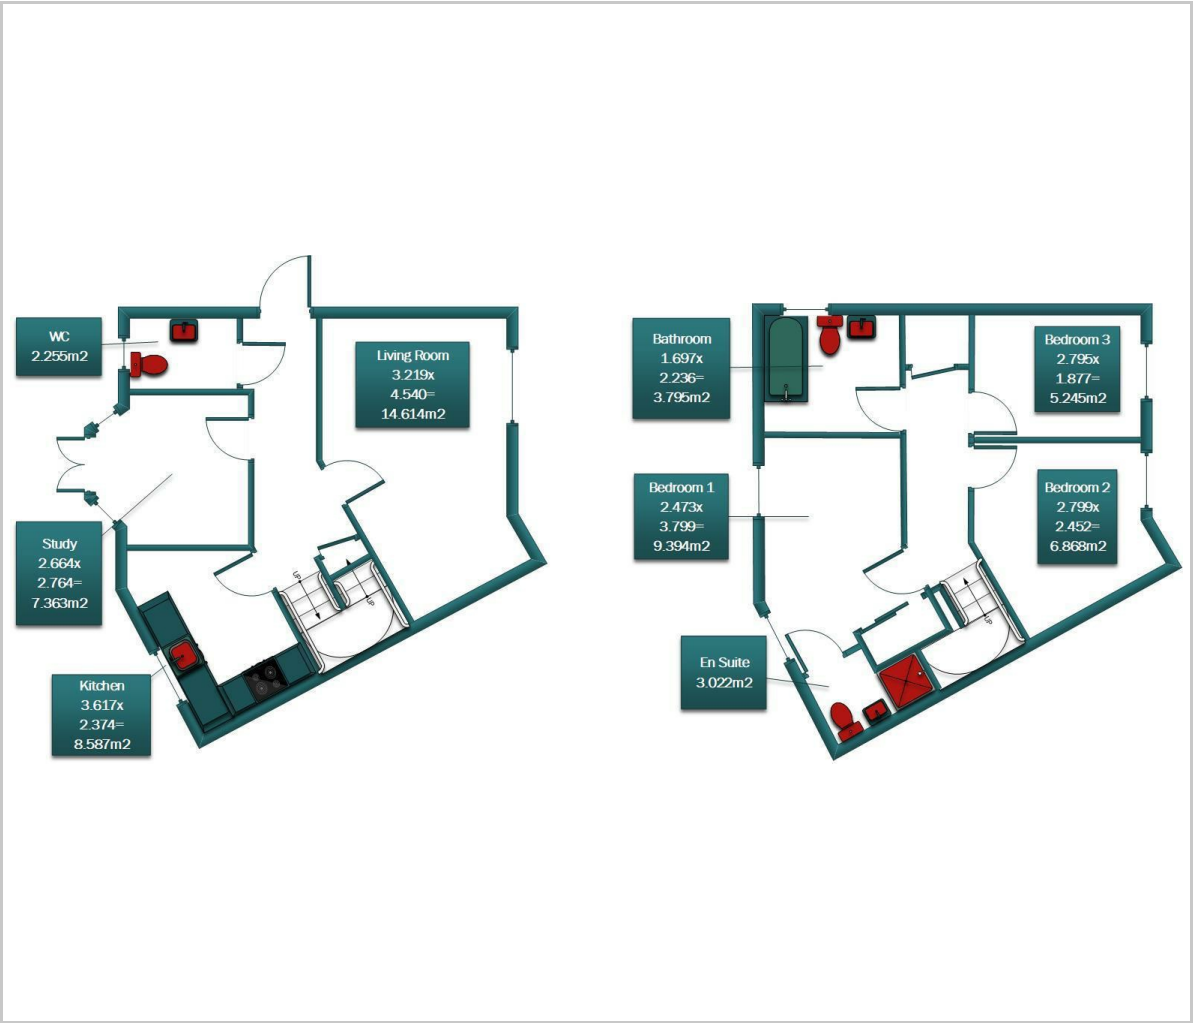 WC
2.255m2
Living Room
3.219x
4.540=
14.614m2
Study
2.664x
2.764=
7.363m2
Kitchen
3.617x
2.374=
8.587m2
UP
UP
Bathroom
1.697x
2.236=
3.795m2
Bedroom 3
2.795x
1.877=
5.245m2
Bedroom 1
2.473x
3.799=
9.394m2
Bedroom 2
2.799x
2.452=
6.868m2
En Suite
3.022m2
UP